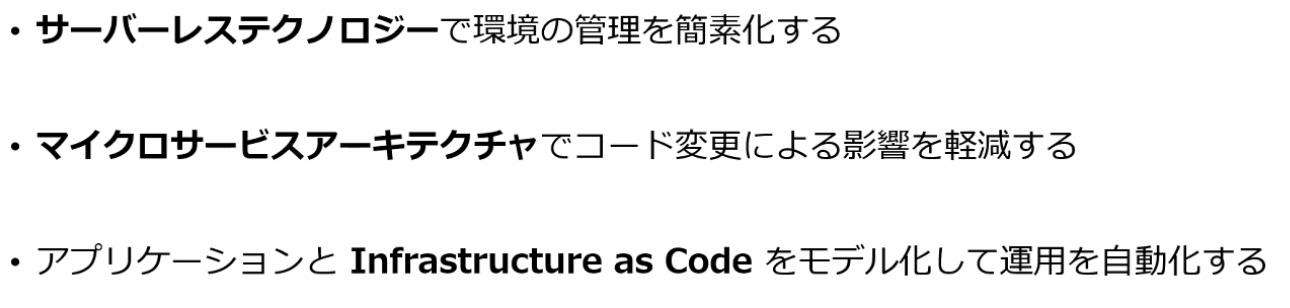 • サーバーレステクノロジーで環境の管理を簡素化する
• マイクロサービスアーキテクチャでコード変更による影響を軽減する
• アプリケーションと Infrastructure as Code をモデル化して運用を自動化する